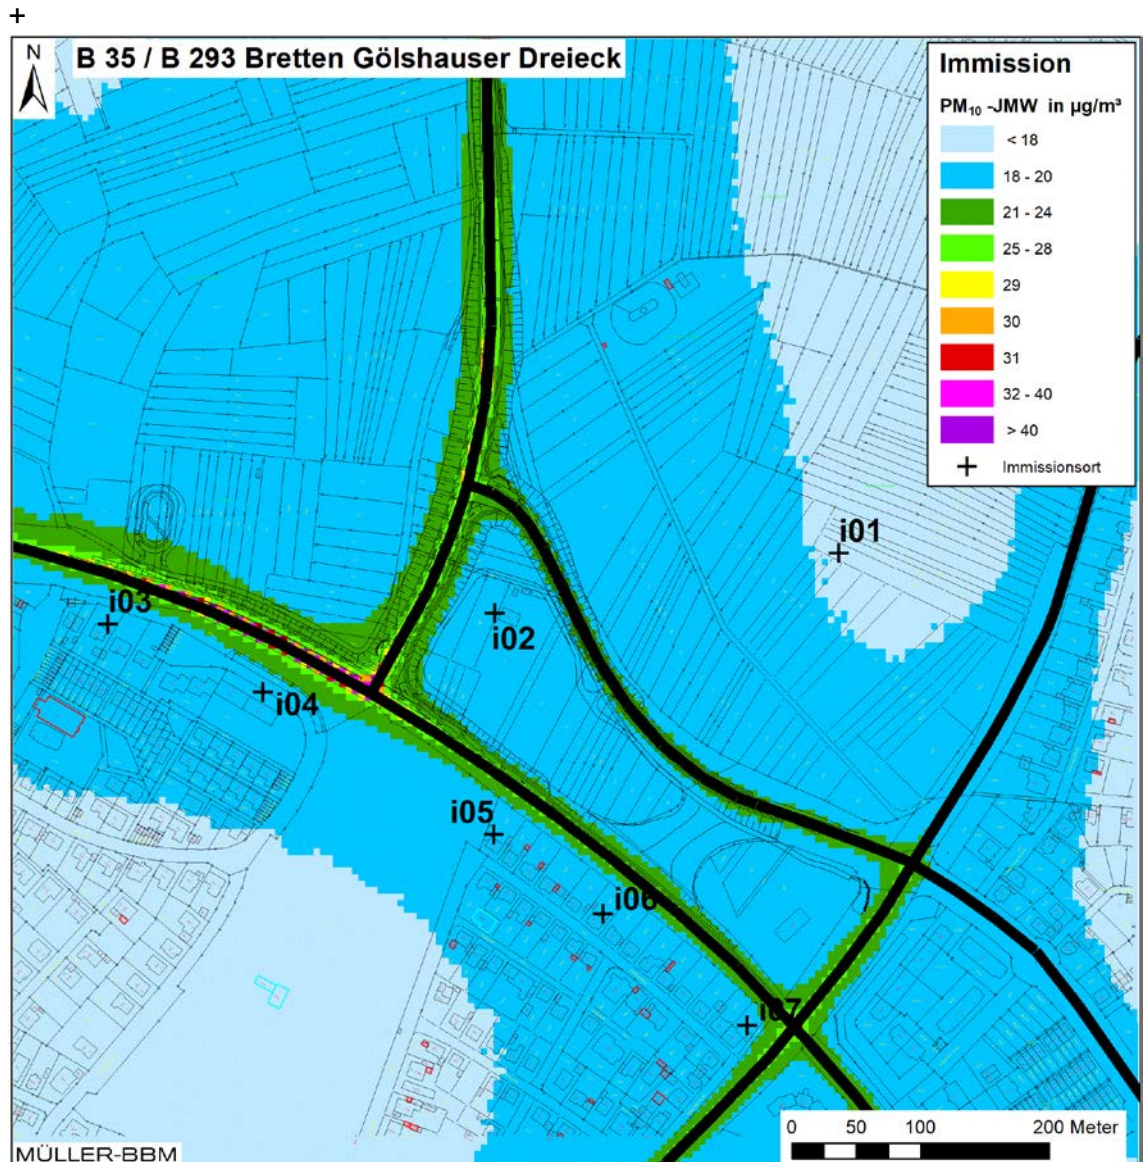 +
N
B 35 / B 293 Bretten Gölshauser Dreieck
Immission
PM₁₀ -JMW in µg/m³
< 18
18 - 20
21 - 24
25 - 28
29
30
31
32 - 40
> 40
Immissionsort
i01
i02
i03
i04
i05
i06
i07
0 50 100 200 Meter
MÜLLER-BBM